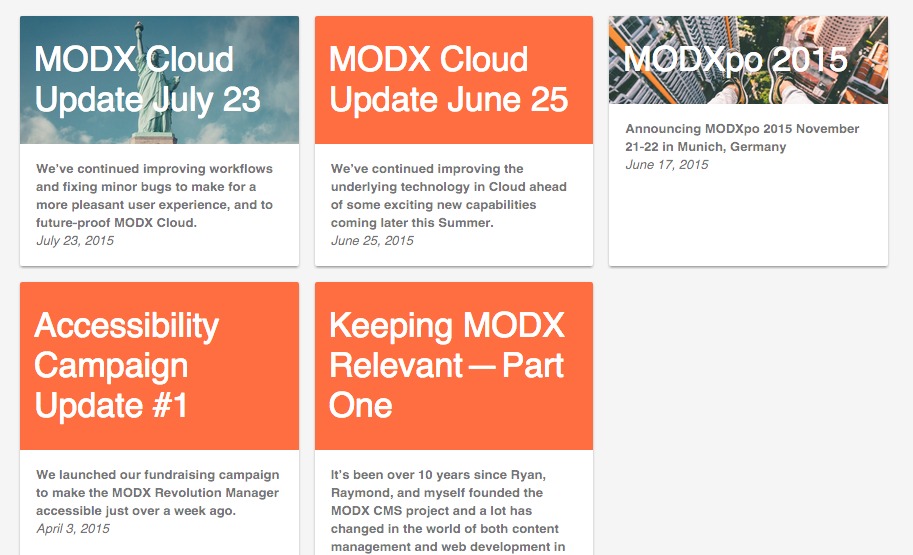 MODX Cloud
Update July 23
We've continued improving workflows
and fixing minor bugs to make for a
more pleasant user experience, and to
future-proof MODX Cloud.
July 23, 2015
MODX Cloud
Update June 25
We've continued improving the
underlying technology in Cloud ahead
of some exciting new capabilities
coming later this Summer.
June 25, 2015
MODXpo 2015
Announcing MODXpo 2015 November
21-22 in Munich, Germany
June 17, 2015
Accessibility
Campaign
Update #1
We launched our fundraising campaign
to make the MODX Revolution Manager
accessible just over a week ago.
April 3, 2015
Keeping MODX
Relevant — Part
One
It's been over 10 years since Ryan,
Raymond, and myself founded the
MODX CMS project and a lot has
changed in the world of both content
management and web development in